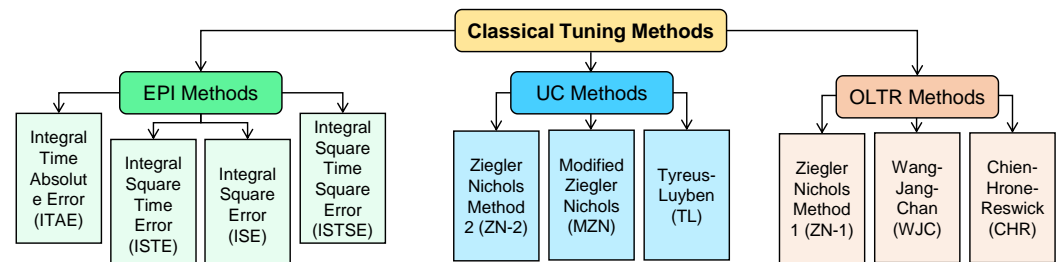 Classical Tuning Methods
EPI Methods
UC Methods
OLTR Methods
Integral
Time
Absolut
e Error
(ITAE)
Integral
Square
Time
Error
(ISTE)
Integral
Square
Error
(ISE)
Integral
Square
Time
Square
Error
(ISTSE)
Ziegler
Nichols
Method
2 (ZN-2)
Modified
Ziegler
Nichols
(MZN)
Tyreus-
Luyben
(TL)
Ziegler
Nichols
Method
1 (ZN-1)
Wang-
Jang-
Chan
(WJC)
Chien-
Hrone-
Reswick
(CHR)